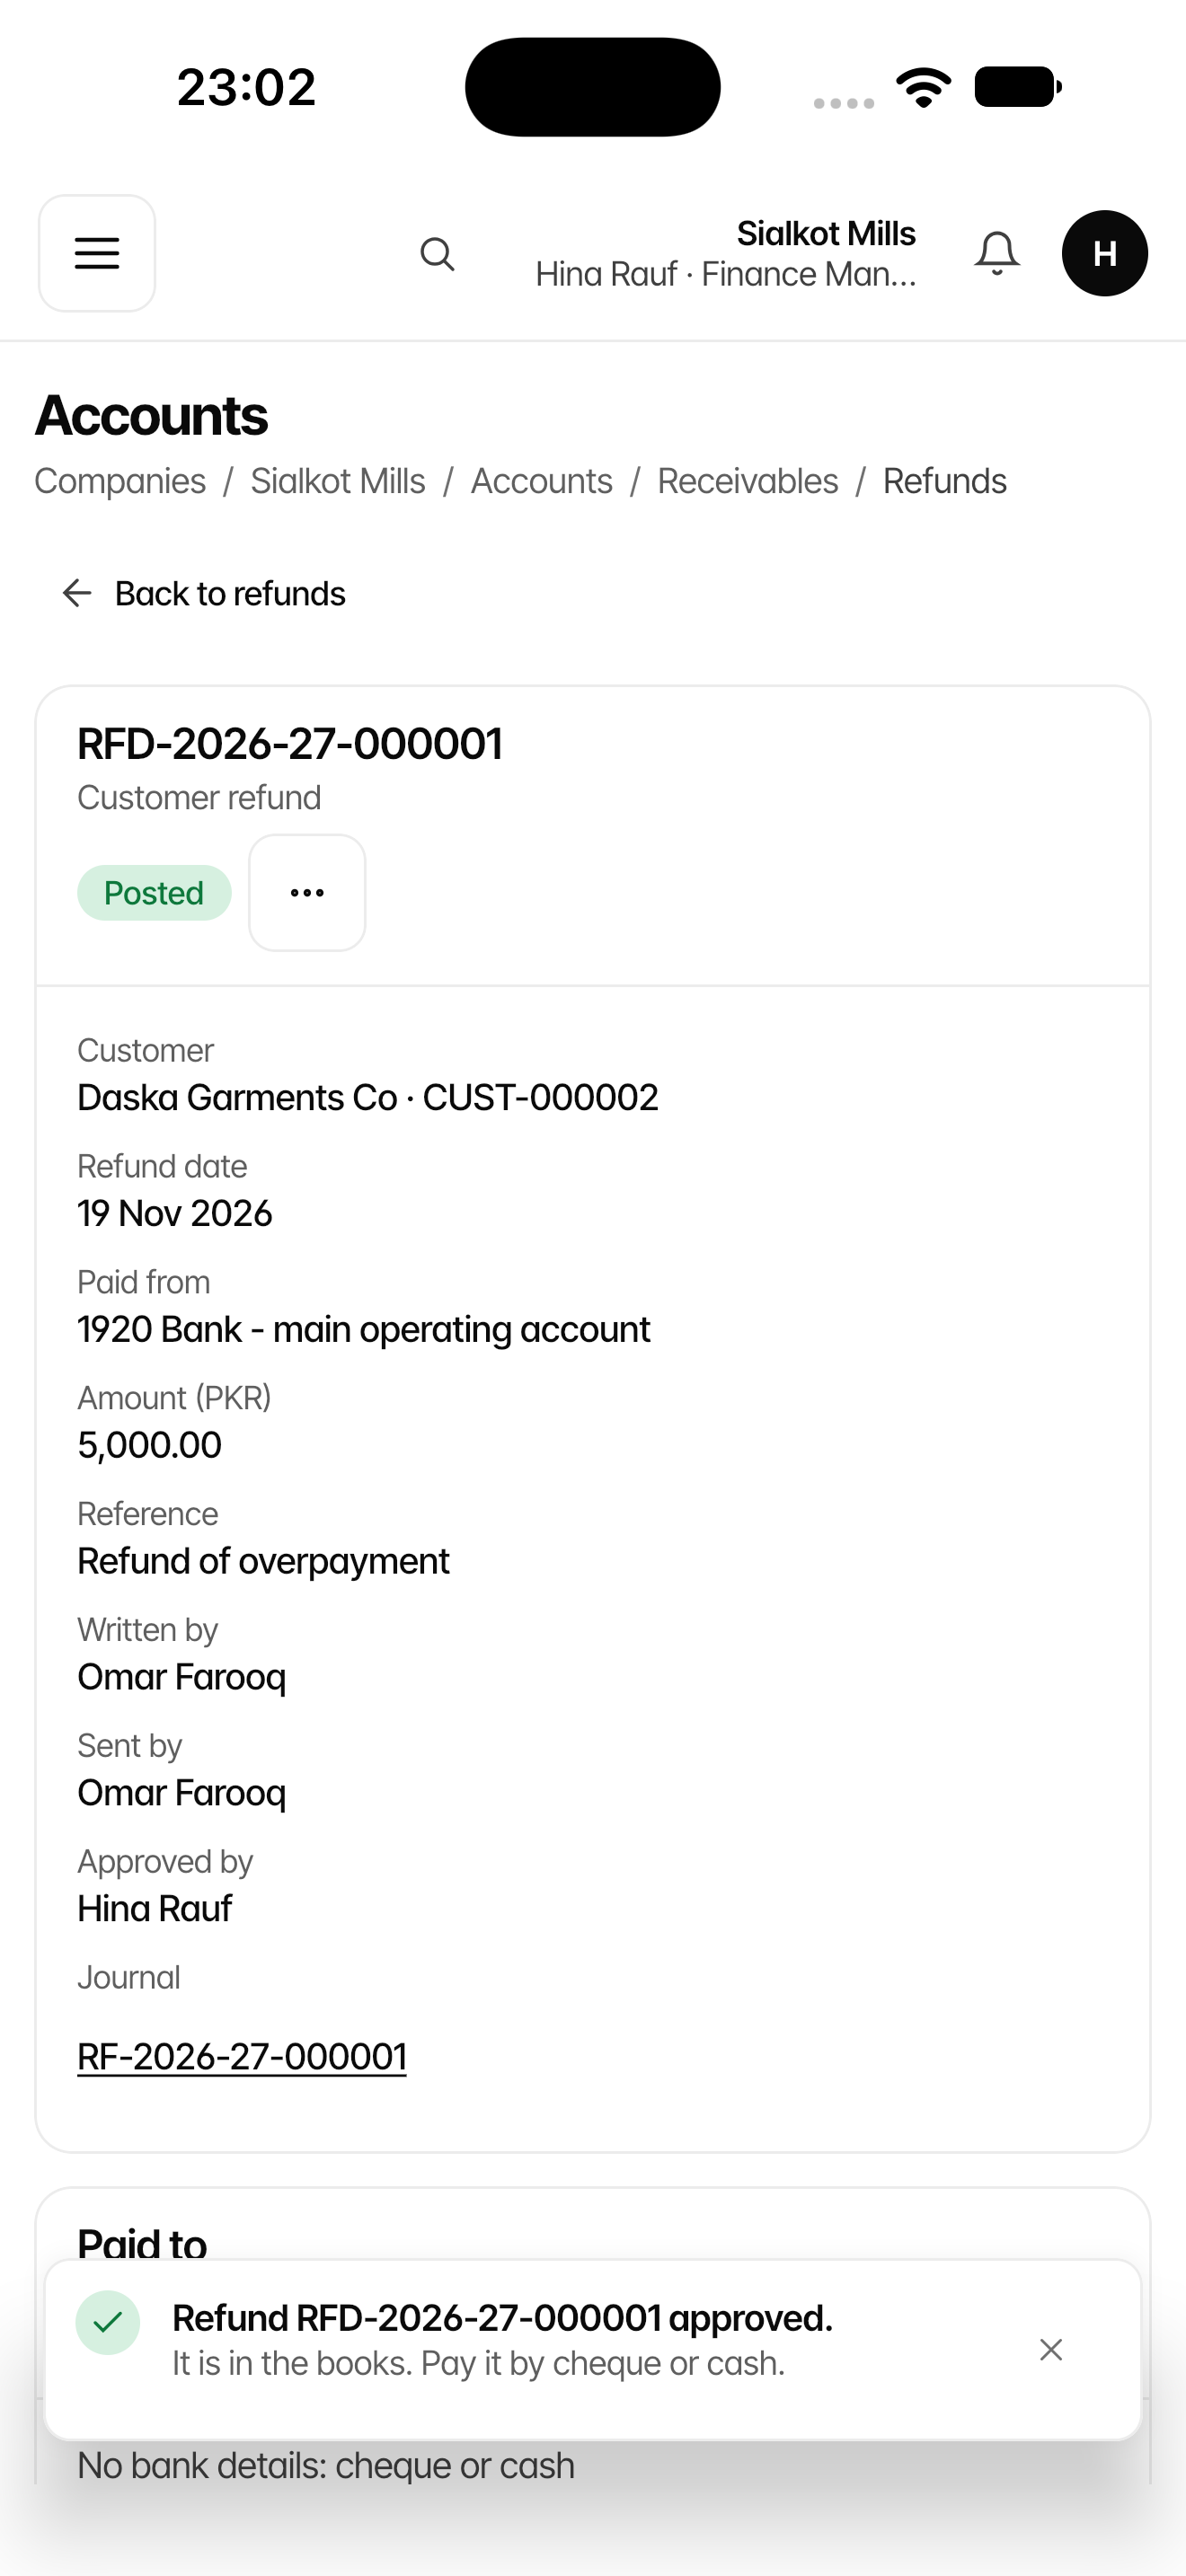 23:02
Sialkot Mills
Hina Rauf · Finance Man...
H
Accounts
Companies / Sialkot Mills / Accounts / Receivables / Refunds
Back to refunds
RFD-2026-27-000001
Customer refund
Posted
Customer
Daska Garments Co · CUST-000002
Refund date
19 Nov 2026
Paid from
1920 Bank - main operating account
Amount (PKR)
5,000.00
Reference
Refund of overpayment
Written by
Omar Farooq
Sent by
Omar Farooq
Approved by
Hina Rauf
Journal
RF-2026-27-000001
Paid to
Refund RFD-2026-27-000001 approved.
It is in the books. Pay it by cheque or cash.
No bank details: cheque or cash